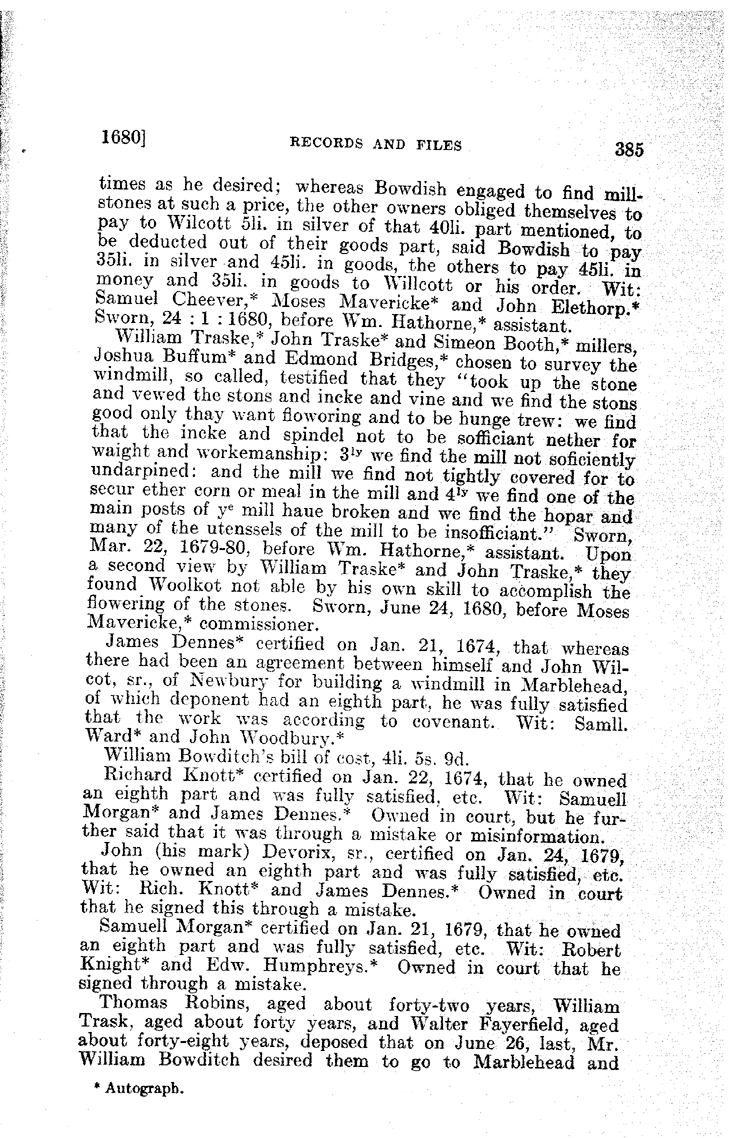 1680] RECORDS AND FILES 385
times as he desired; whereas Bowdish engaged to find mill-
stones at such a price, the other owners obliged themselves to
pay to Wilcott 5li. in silver of that 40li. part mentioned, to
be deducted out of their goods part, said Bowdish to pay
35li. in silver and 45li. in goods, the others to pay 45li. in
money and 35li. in goods to Willcott or his order. Wit:
Samuel Cheever,* Moses Mavericke* and John Elethorp.*
Sworn, 24 : 1 : 1680, before Wm. Hathorne,* assistant.
William Traske,* John Traske* and Simeon Booth,* millers,
Joshua Buffum* and Edmond Bridges,* chosen to survey the
windmill, so called, testified that they "took up the stone
and vewed the stons and incke and vine and we find the stons
good only thay want flowring and to be hunge trew: we find
that the incke and spindel not to be sofficiant nether for
waight and workemanship: 3ly we find the mill not soficiently
undarpined: and the mill we find not tightly covered for to
secur ether corn or meal in the mill and 4ly we find one of the
main posts of ye mill haue broken and we find the hopar and
many of the utenssels of the mill to be insofficiant." Sworn,
Mar. 22, 1679-80, before Wm. Hathorne,* assistant. Upon
a second view by William Traske* and John Traske,* they
found Woolkot not able by his own skill to accomplish the
flowering of the stones. Sworn, June 24, 1680, before Moses
Mavericke,* commissioner.
James Dennes* certified on Jan. 21, 1674, that whereas
there had been an agreement between himself and John Wil-
cot, sr., of Newbury for building a windmill in Marblehead,
of which deponent had an eighth part, he was fully satisfied
that the work was according to covenant. Wit: Samll.
Ward* and John Woodbury.*
William Bowditch's bill of cost, 4li. 5s. 9d.
Richard Knott* certified on Jan. 22, 1674, that he owned
an eighth part and was fully satisfied, etc. Wit: Samuell
Morgan* and James Dennes.* Owned in court, but he fur-
ther said that it was through a mistake or misinformation.
John (his mark) Devorix, sr., certified on Jan. 24, 1679,
that he owned an eighth part and was fully satisfied, etc.
Wit: Rich. Knott* and James Dennes.* Owned in court
that he signed this through a mistake.
Samuell Morgan* certified on Jan. 21, 1679, that he owned
an eighth part and was fully satisfied, etc. Wit: Robert
Knight* and Edw. Humphreys.* Owned in court that he
signed through a mistake.
Thomas Robins, aged about forty-two years, William
Trask, aged about forty years, and Walter Fayerfield, aged
about forty-eight years, deposed that on June 26, last, Mr.
William Bowditch desired them to go to Marblehead and
* Autograph.